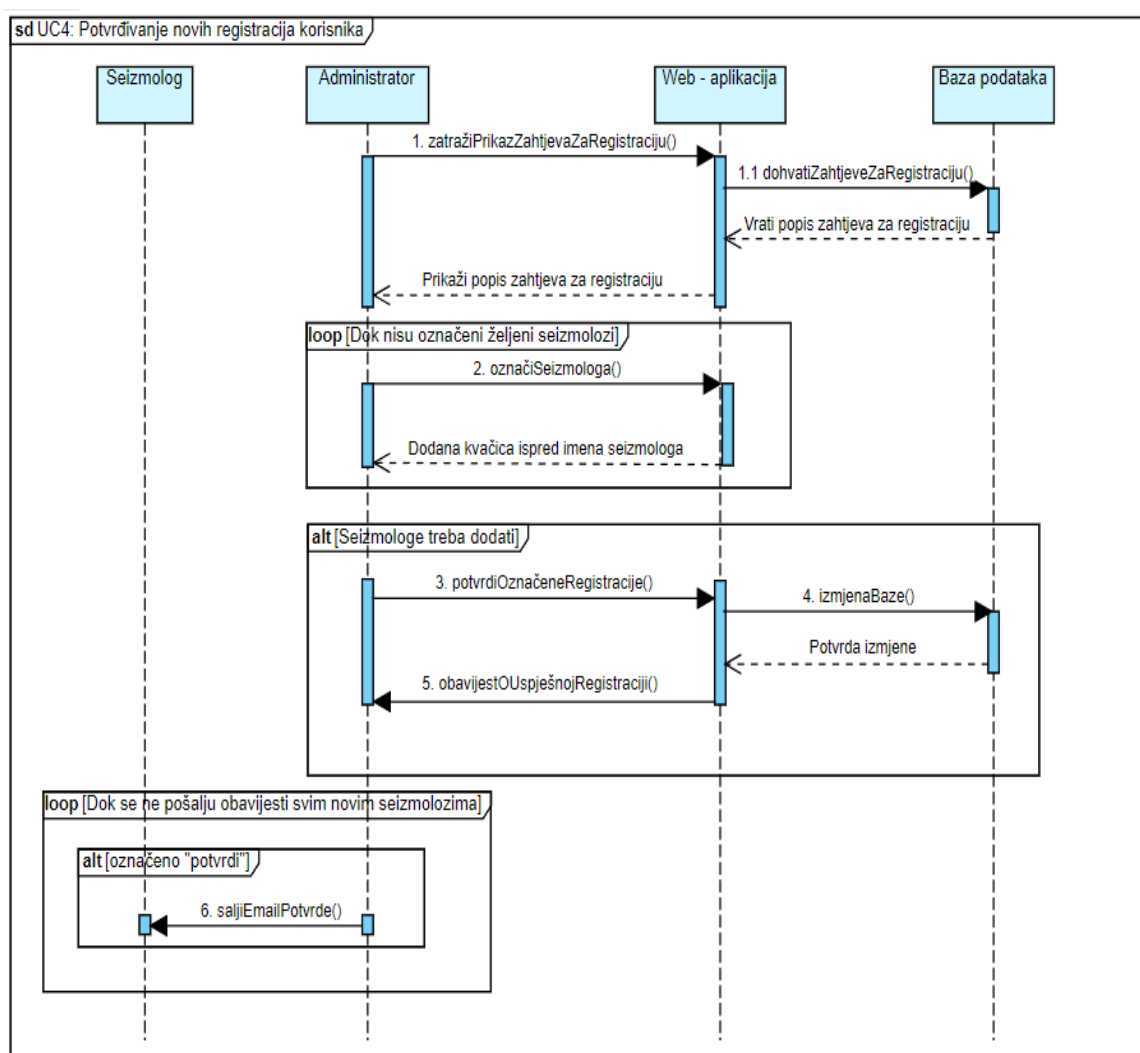 sd UC4: Potvrđivanje novih registracija korisnika
Seizmolog
Administrator
Web - aplikacija
Baza podataka
1. zatražiPrikazZahtjevaZaRegistraciju()
1.1 dohvatiZahtjeveZaRegistraciju()
Vrati popis zahtjeva za registraciju
Prikaži popis zahtjeva za registraciju
loop [Dok nisu označeni željeni seizmolozi]
2. označiSeizmologa()
Dodana kvačica ispred imena seizmologa
alt [Seizmologe treba dodati]
3. potvrdiOznačeneRegistracije()
4. izmjenaBaze()
Potvrda izmjene
5. obavijestOUspješnojRegistraciji()
loop [Dok se ne pošalju obavijesti svim novim seizmolozima]
alt [označeno "potvrdi"]
6. saljiEmailPotvrde()